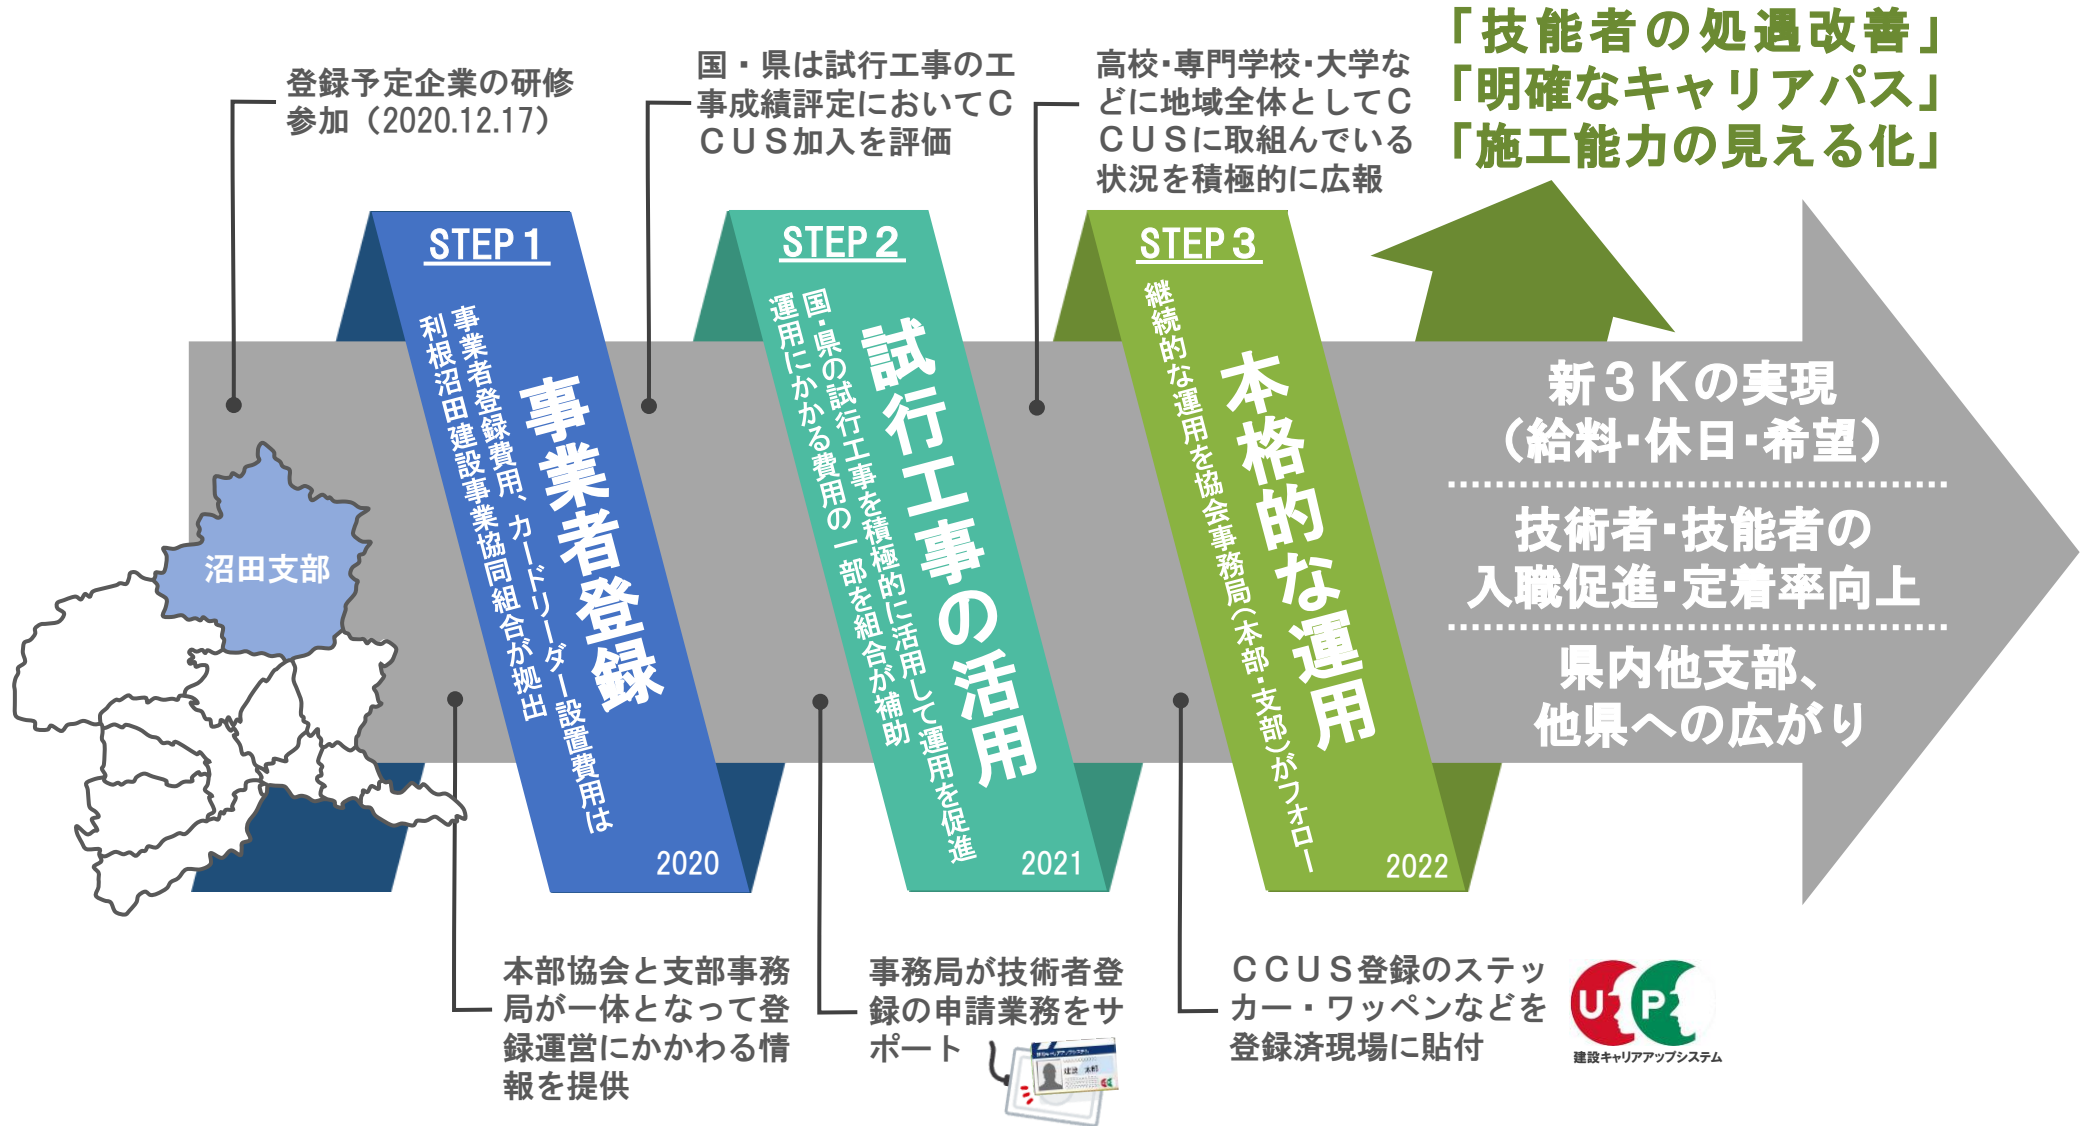 「技能者の処遇改善」
「明確なキャリアパス」
「施工能力の見える化」
登録予定企業の研修
参加（2020.12.17）
国・県は試行工事の工
事成績評定においてＣ
ＣＵＳ加入を評価
高校・専門学校・大学な
どに地域全体としてＣ
ＣＵＳに取組んでいる
状況を積極的に広報
STEP 1
事業者登録
事業者登録費用、カードリーダー設置費用は
利根沼田建設事業協同組合が拠出
2020
STEP 2
試行工事の活用
国・県の試行工事を積極的に活用して運用を促進
運用にかかる費用の一部を組合が補助
2021
STEP 3
本格的な運用
継続的な運用を協会事務局（本部・支部）がフォロー
2022
新３Ｋの実現
（給料・休日・希望）
技術者・技能者の
入職促進・定着率向上
県内他支部、
他県への広がり
沼田支部
本部協会と支部事務
局が一体となって登
録運営にかかわる情
報を提供
事務局が技術者登
録の申請業務をサ
ポート
建設 太郎
ＣＣＵＳ登録のステッ
カー・ワッペンなどを
登録済現場に貼付
UP
建設キャリアアップシステム